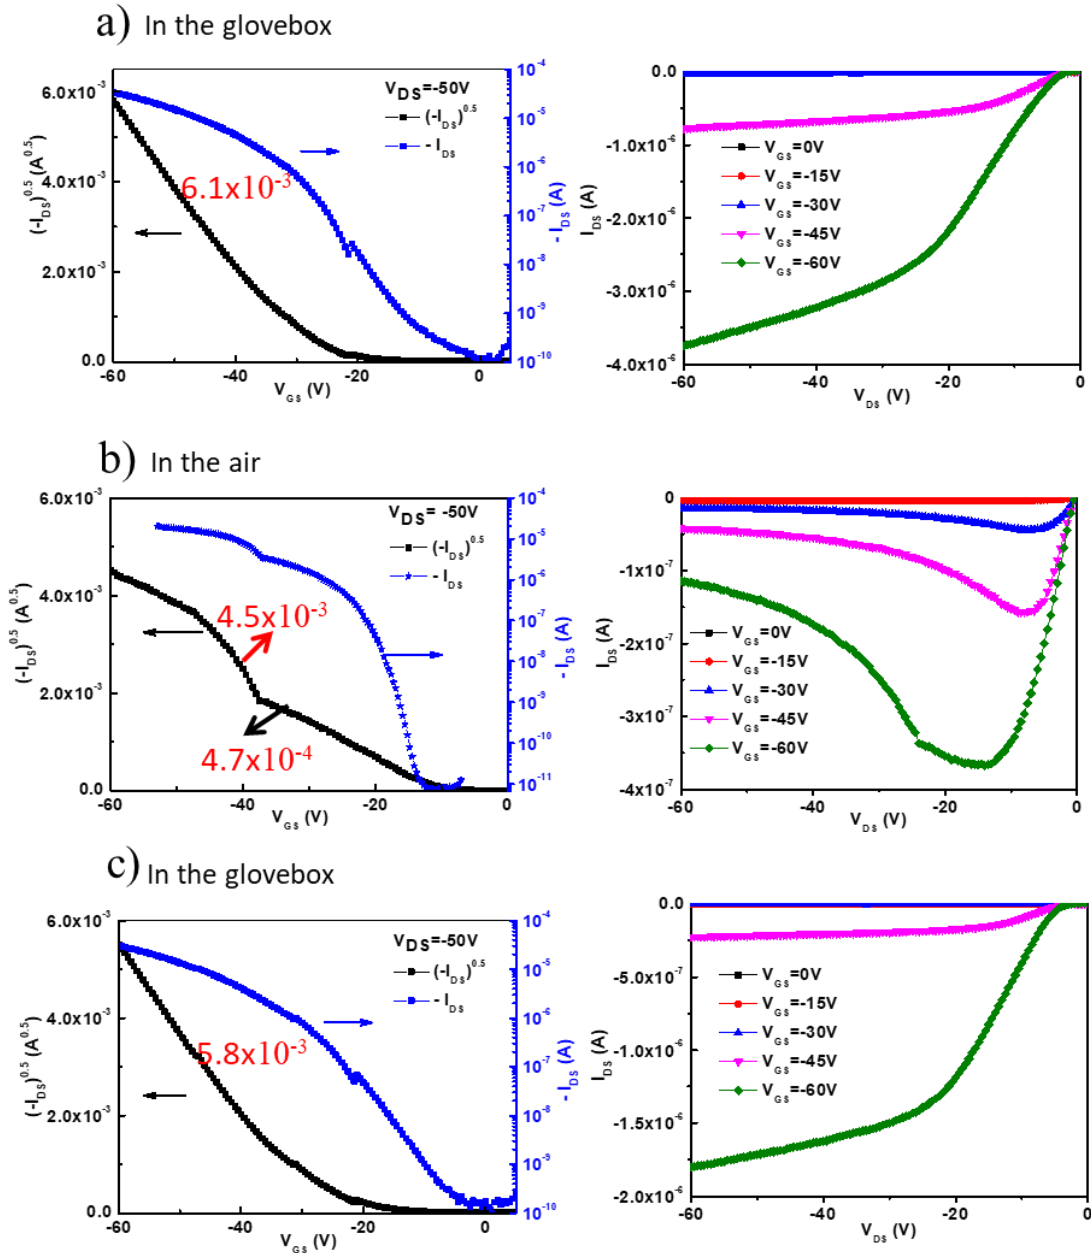 a) In the glovebox
6.0x10⁻³
4.0x10⁻³
2.0x10⁻³
0.0
(-I_DS)^0.5 (A^0.5)
-60 -40 -20 0
V_GS (V)
V_DS=-50V
(-I_DS)^0.5
- I_DS
6.1x10⁻³
10⁻⁴
10⁻⁵
10⁻⁶
10⁻⁷
10⁻⁸
10⁻⁹
10⁻¹⁰
- I_DS (A)
0.0
-1.0x10⁻⁶
-2.0x10⁻⁶
-3.0x10⁻⁶
-4.0x10⁻⁶
I_DS (A)
V_GS=0V
V_GS=-15V
V_GS=-30V
V_GS=-45V
V_GS=-60V
-60 -40 -20 0
V_DS (V)
b) In the air
6.0x10⁻³
4.0x10⁻³
2.0x10⁻³
0.0
(-I_DS)^0.5 (A^0.5)
-60 -40 -20 0
V_GS (V)
V_DS= -50V
(-I_DS)^0.5
- I_DS
4.5x10⁻³
4.7x10⁻⁴
10⁻⁴
10⁻⁵
10⁻⁶
10⁻⁷
10⁻⁸
10⁻⁹
10⁻¹⁰
10⁻¹¹
- I_DS (A)
0
-1x10⁻⁷
-2x10⁻⁷
-3x10⁻⁷
-4x10⁻⁷
I_DS (A)
V_GS=0V
V_GS=-15V
V_GS=-30V
V_GS=-45V
V_GS=-60V
-60 -40 -20 0
V_DS (V)
c) In the glovebox
6.0x10⁻³
4.0x10⁻³
2.0x10⁻³
0.0
(-I_DS)^0.5 (A^0.5)
-60 -40 -20 0
V_GS (V)
V_DS=-50V
(-I_DS)^0.5
- I_DS
5.8x10⁻³
10⁻⁴
10⁻⁵
10⁻⁶
10⁻⁷
10⁻⁸
10⁻⁹
10⁻¹⁰
- I_DS (A)
0.0
-5.0x10⁻⁷
-1.0x10⁻⁶
-1.5x10⁻⁶
-2.0x10⁻⁶
I_DS (A)
V_GS=0V
V_GS=-15V
V_GS=-30V
V_GS=-45V
V_GS=-60V
-60 -40 -20 0
V_DS (V)